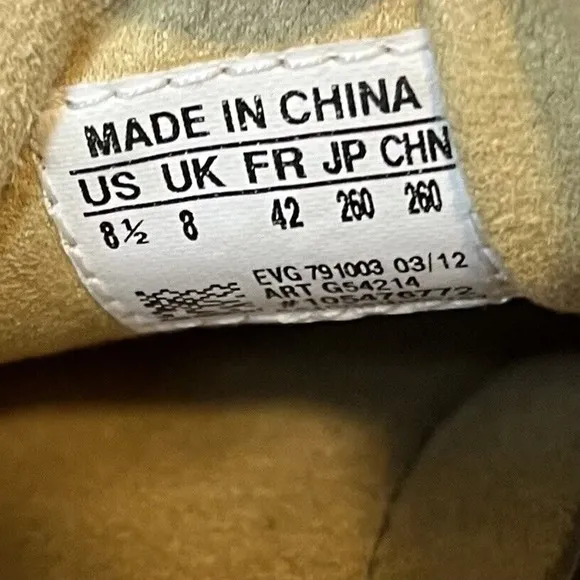 MADE IN CHINA
US UK FR JP CHN
8½ 8 42 260 260
EVG 791003 03/12
ART G54214
#105476772